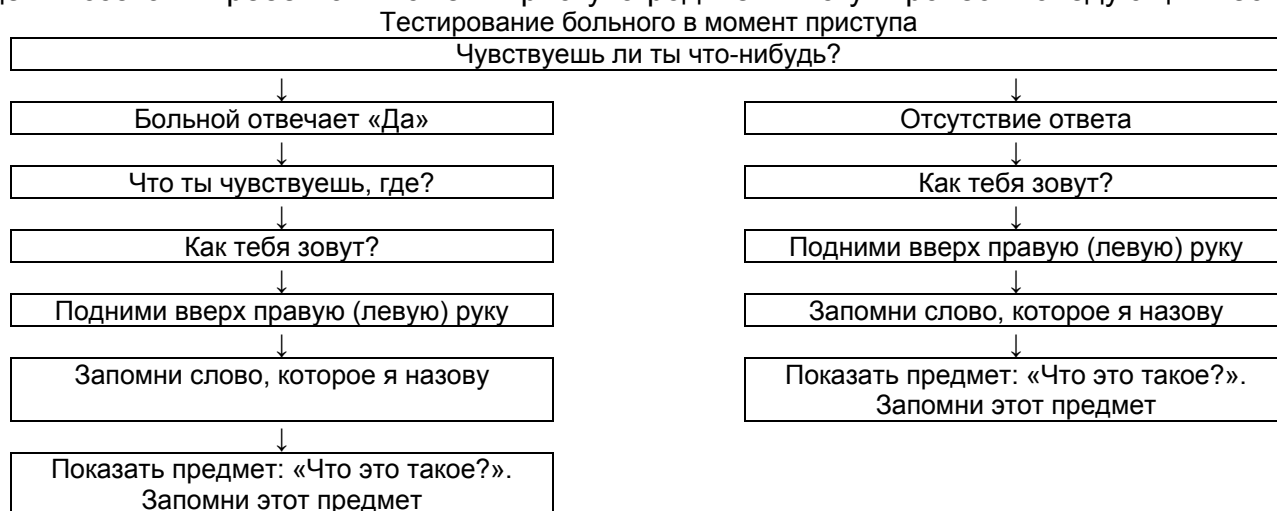 Тестирование больного в момент приступа
Чувствуешь ли ты что-нибудь?
↓ ↓
Больной отвечает «Да» Отсутствие ответа
↓ ↓
Что ты чувствуешь, где? Как тебя зовут?
↓ ↓
Как тебя зовут? Подними вверх правую (левую) руку
↓ ↓
Подними вверх правую (левую) руку Запомни слово, которое я назову
↓ ↓
Запомни слово, которое я назову Показать предмет: «Что это такое?».
Запомни этот предмет
↓
Показать предмет: «Что это такое?».
Запомни этот предмет